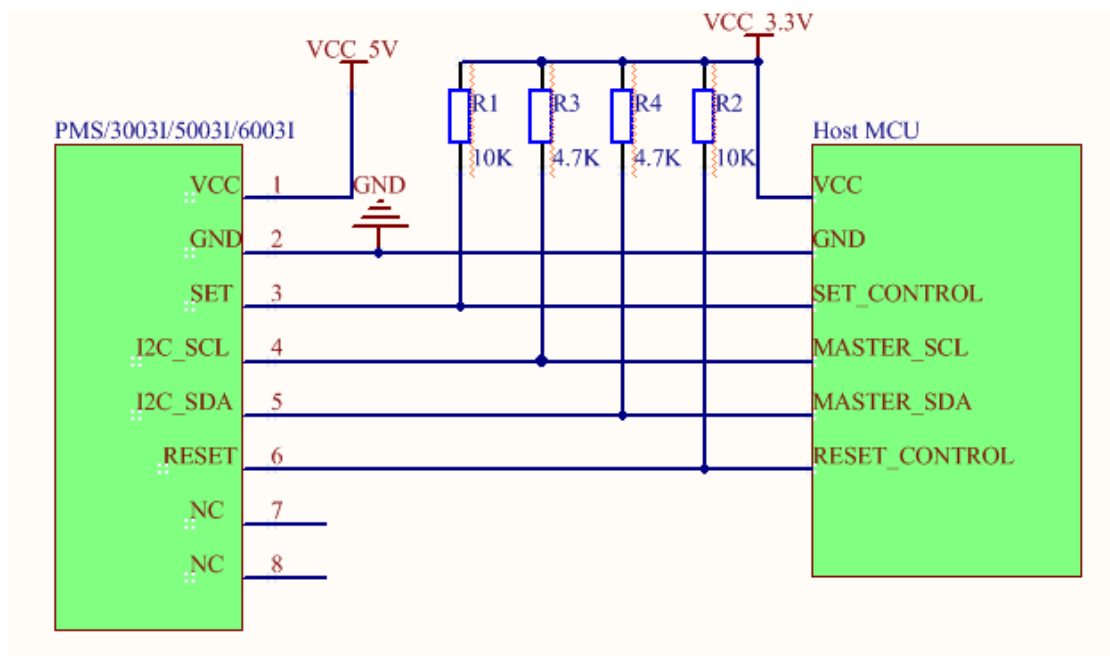 VCC_3.3V
VCC_5V
R1
R3
R4
R2
PMS/3003I/5003I/6003I
10K
4.7K
4.7K
10K
Host MCU
VCC
1
GND
VCC
GND
2
GND
SET
3
SET_CONTROL
I2C_SCL
4
MASTER_SCL
I2C_SDA
5
MASTER_SDA
RESET
6
RESET_CONTROL
NC
7
NC
8